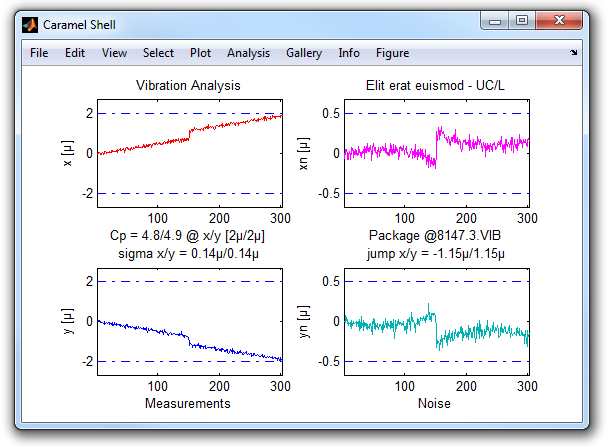 Caramel Shell
File Edit View Select Plot Analysis Gallery Info Figure
Vibration Analysis
x [µ]
2
0
-2
100 200 300
Cp = 4.8/4.9 @ x/y [2µ/2µ]
sigma x/y = 0.14µ/0.14µ
Elit erat euismod - UC/L
xn [µ]
0.5
0
-0.5
100 200 300
Package @8147.3.VIB
jump x/y = -1.15µ/1.15µ
y [µ]
2
0
-2
100 200 300
Measurements
yn [µ]
0.5
0
-0.5
100 200 300
Noise